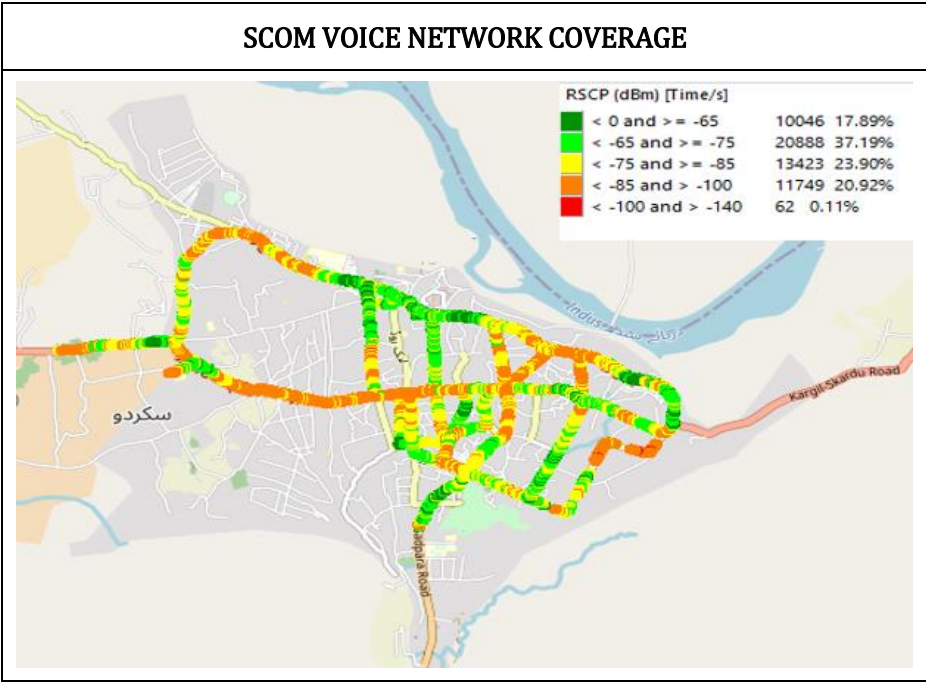 SCOM VOICE NETWORK COVERAGE
RSCP (dBm) [Time/s]
< 0 and >= -65 10046 17.89%
< -65 and >= -75 20888 37.19%
< -75 and >= -85 13423 23.90%
< -85 and > -100 11749 20.92%
< -100 and > -140 62 0.11%
Indus دریائے سندھ
Kargil-Skardu Road
سکردو
Sadpara Road